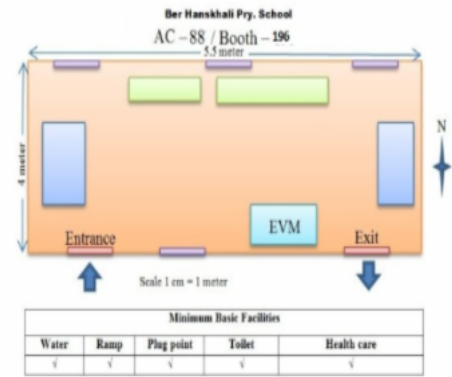 Ber Hanskhali Pry. School
AC – 88 / Booth – 196
5.5 meter
4 meter
N
EVM
Entrance
Exit
Scale 1 cm = 1 meter
Minimum Basic Facilities
Water Ramp Plug point Toilet Health care
√ √ √ √ √